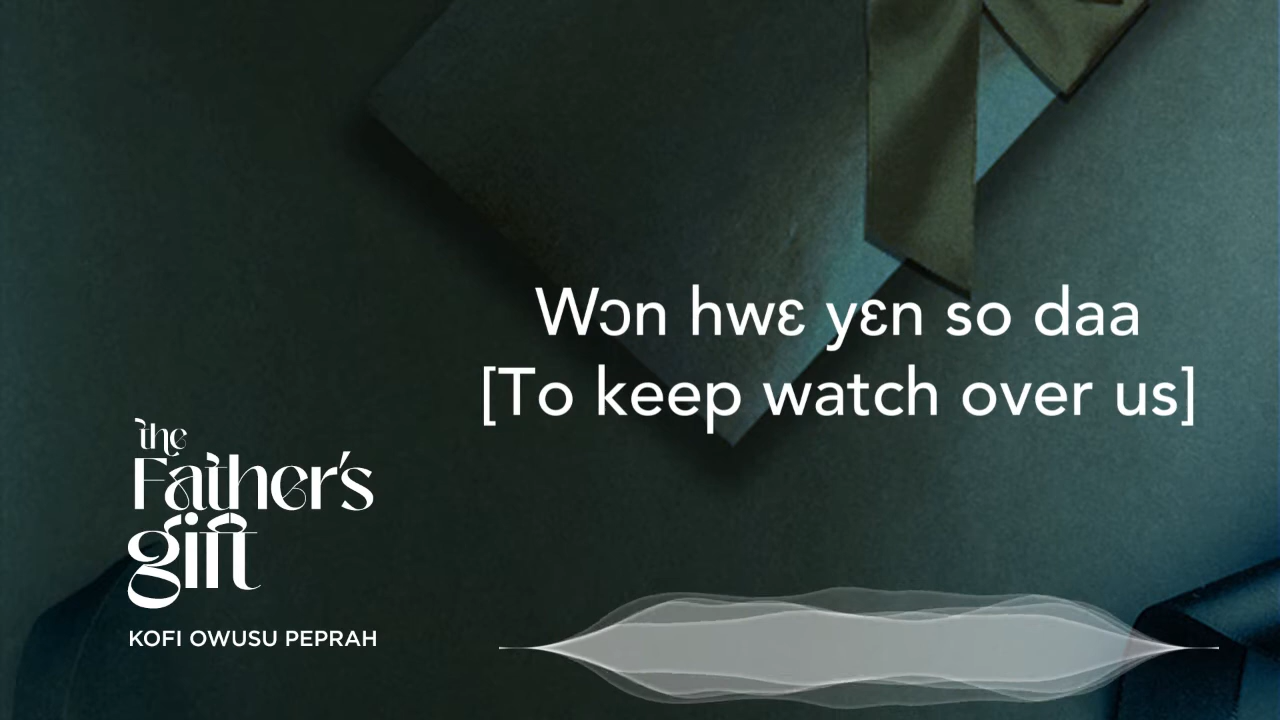 Wɔn hwɛ yɛn so daa
[To keep watch over us]
the
Father's
gift
KOFI OWUSU PEPRAH